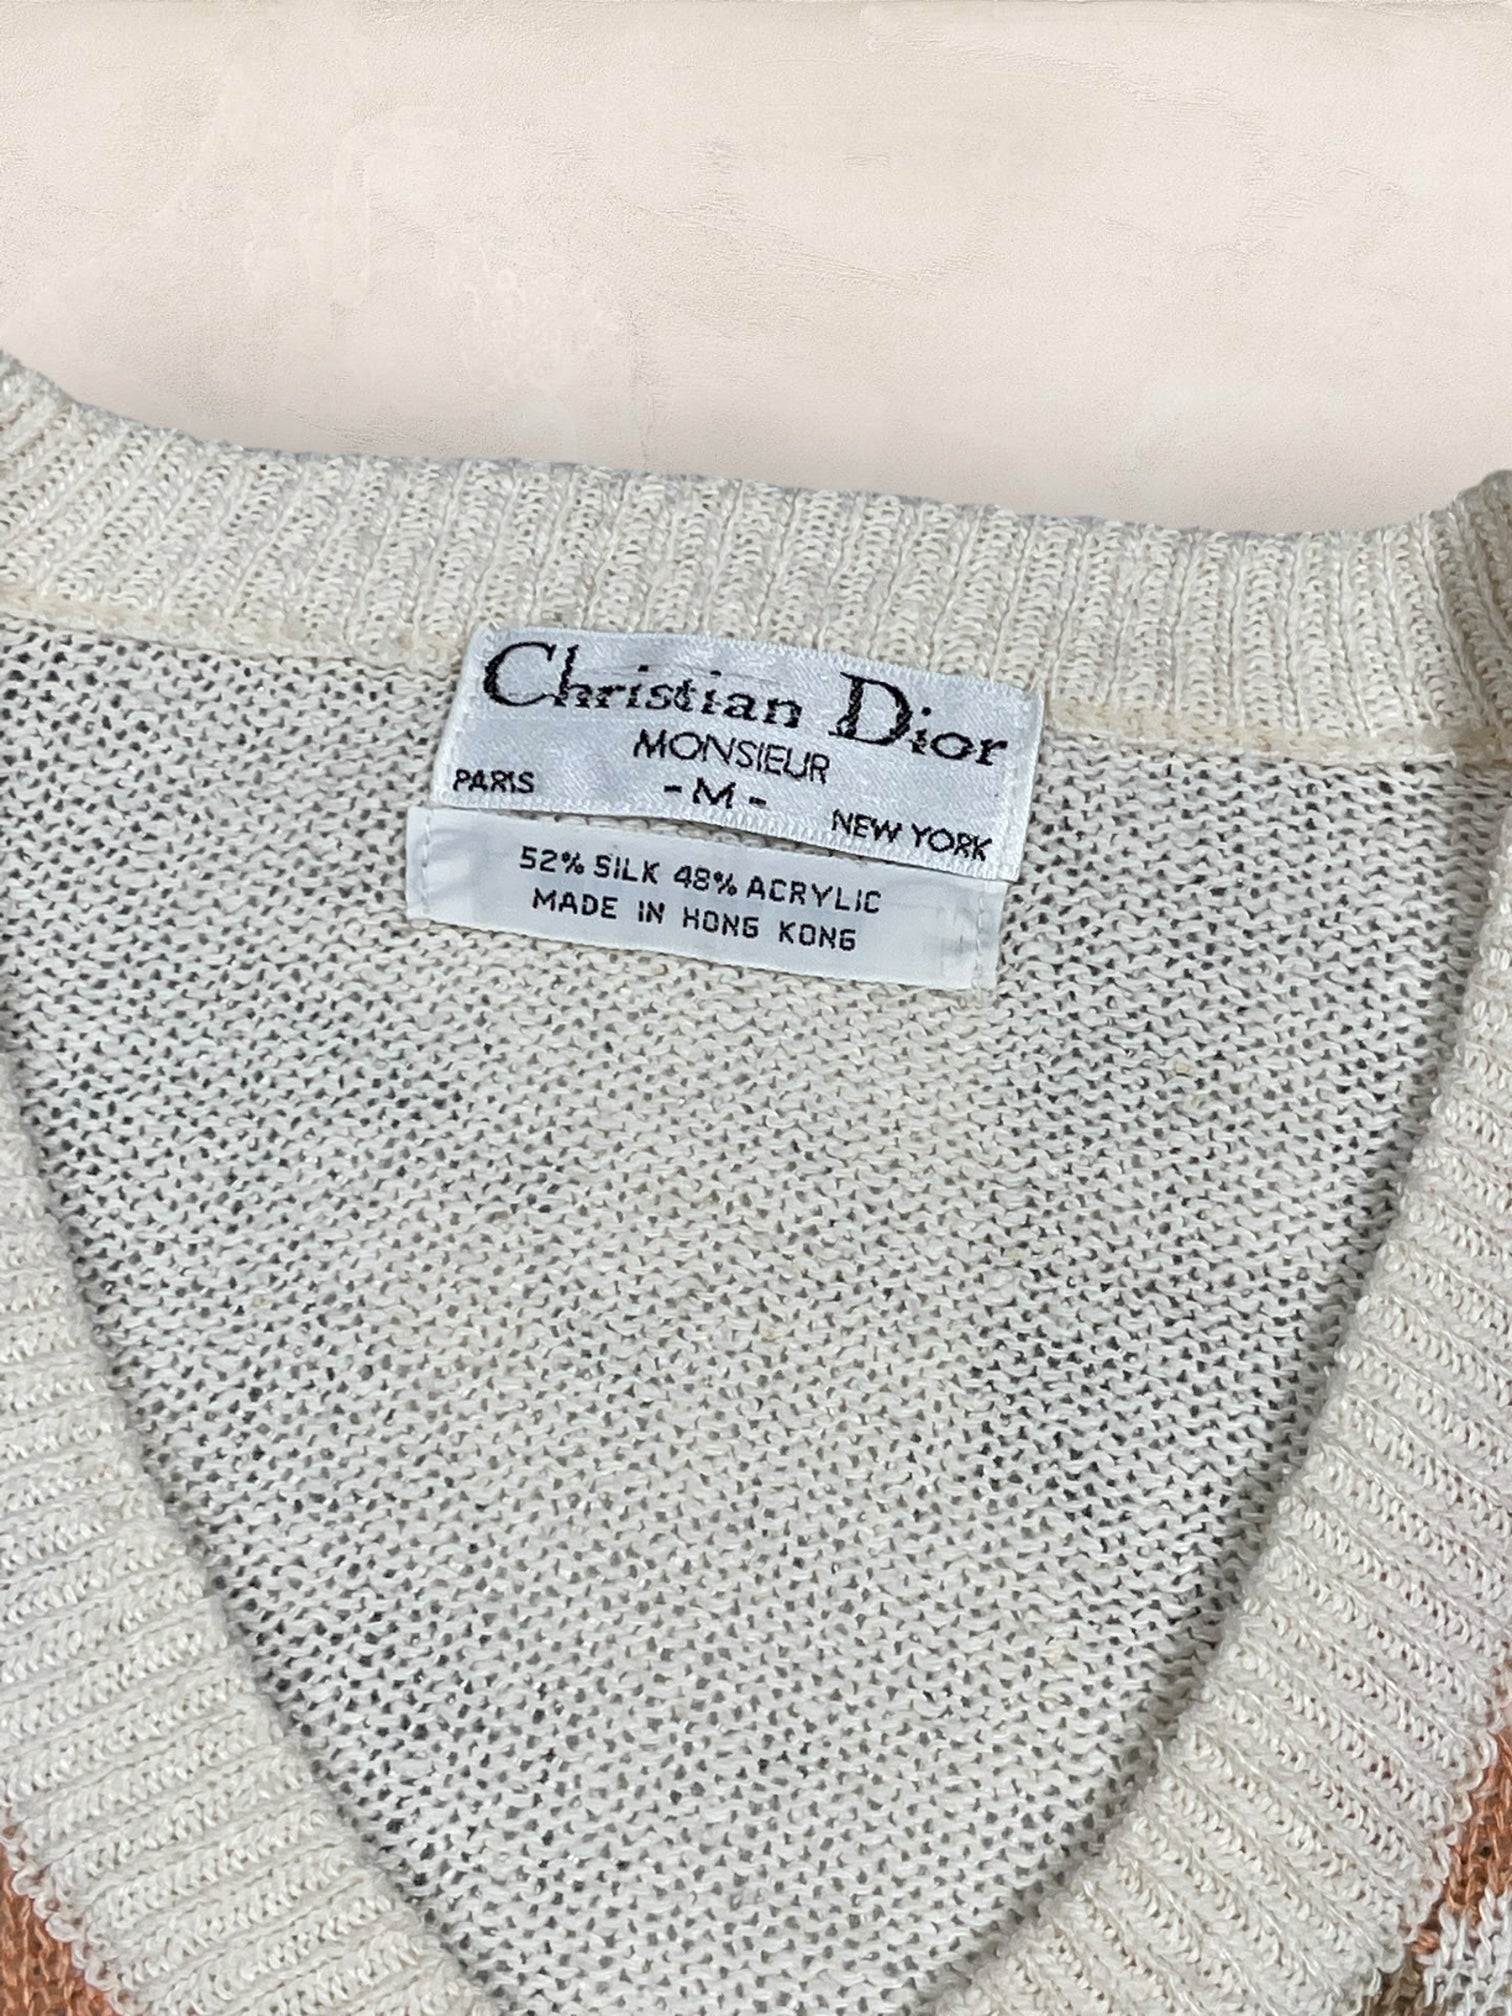 Christian Dior
MONSIEUR
PARIS - M - NEW YORK
52% SILK 48% ACRYLIC
MADE IN HONG KONG